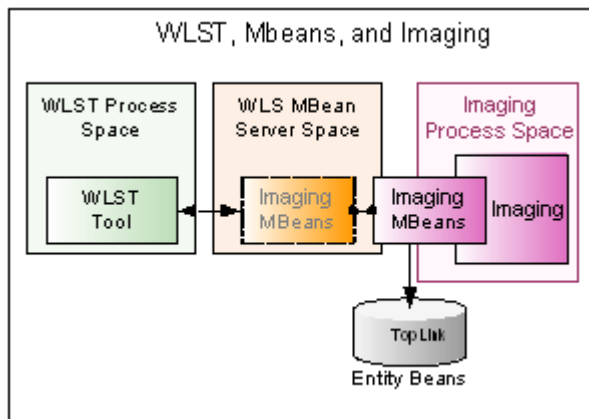 WLST, Mbeans, and Imaging
WLST Process
Space
WLS MBean
Server Space
Imaging
Process Space
WLST
Tool
Imaging
MBeans
Imaging
MBeans
Imaging
Top Link
Entity Beans